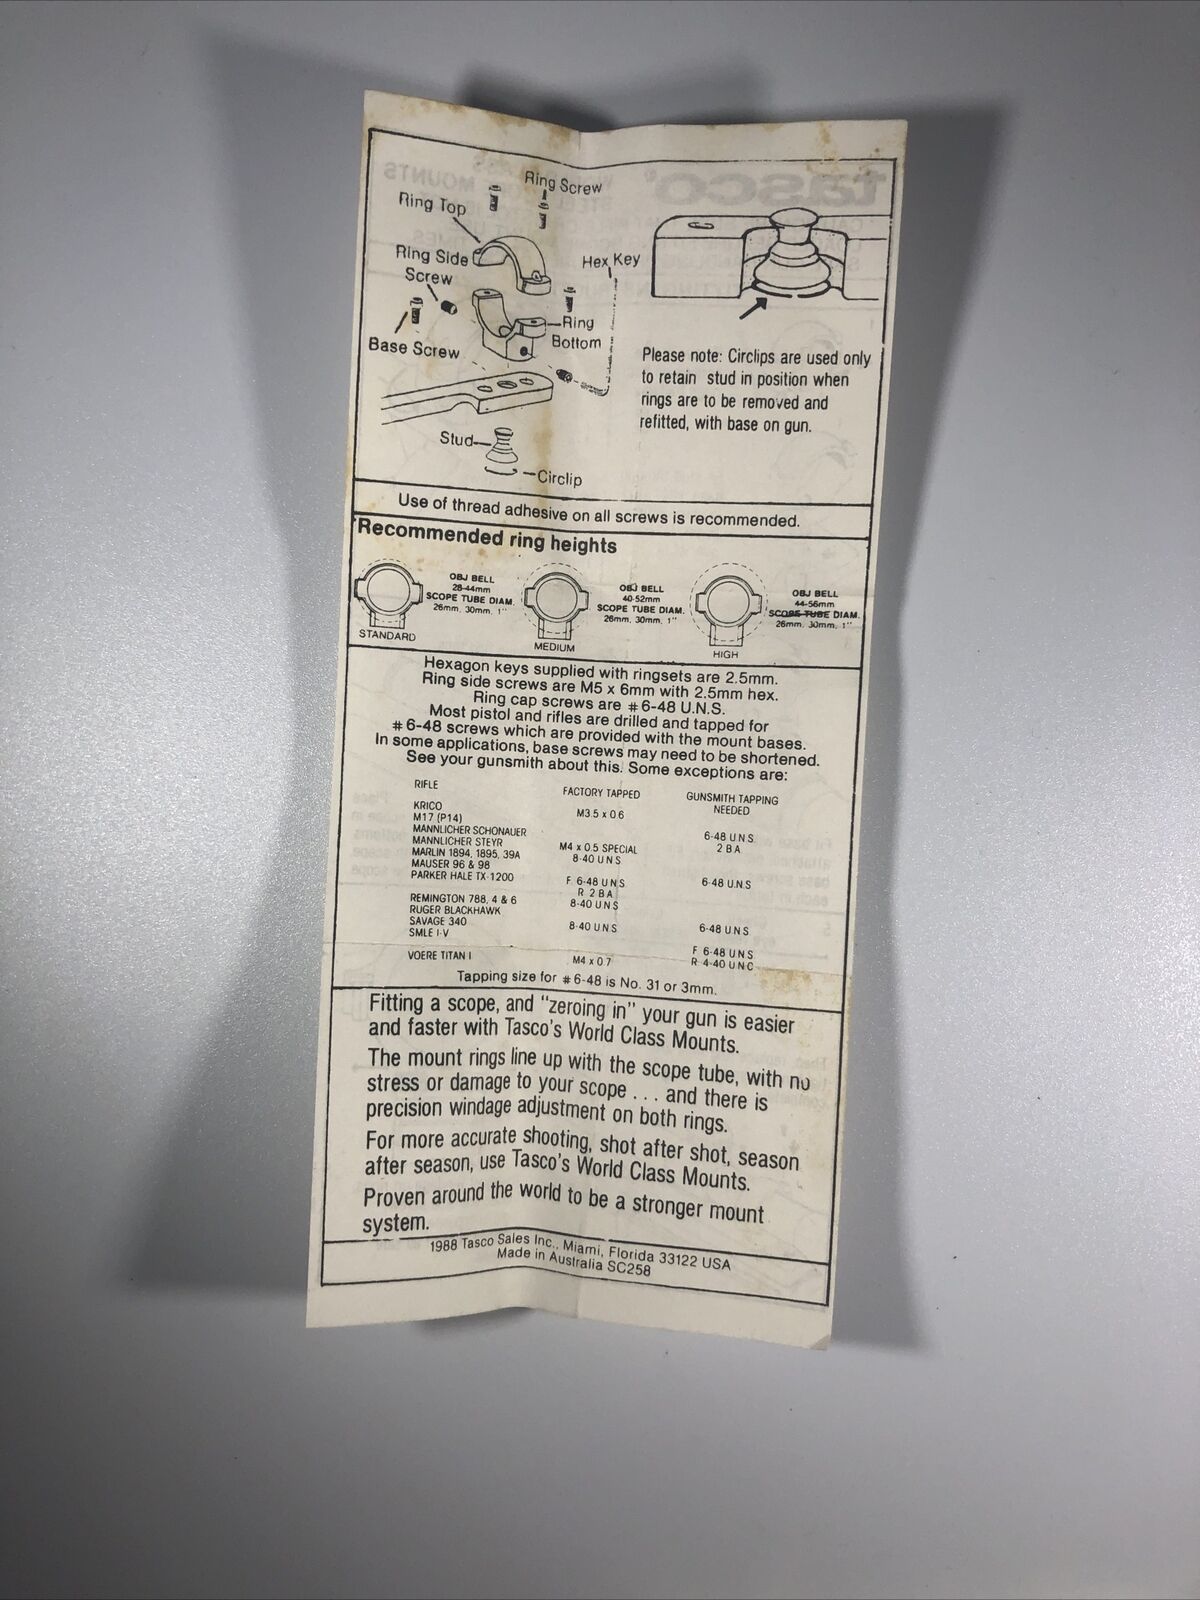 Ring Screw
Ring Top
Ring Side
Screw
Hex Key
Base Screw
Ring
Bottom
Stud
Circlip
Please note: Circlips are used only
to retain stud in position when
rings are to be removed and
refitted, with base on gun.
Use of thread adhesive on all screws is recommended.
Recommended ring heights
OBJ BELL
28-44mm
SCOPE TUBE DIAM.
26mm, 30mm, 1"
STANDARD
OBJ BELL
40-52mm
SCOPE TUBE DIAM.
26mm, 30mm, 1"
MEDIUM
OBJ BELL
44-56mm
SCOPE TUBE DIAM.
26mm, 30mm, 1"
HIGH
Hexagon keys supplied with ringsets are 2.5mm.
Ring side screws are M5 x 6mm with 2.5mm hex.
Ring cap screws are # 6-48 U.N.S.
Most pistol and rifles are drilled and tapped for
# 6-48 screws which are provided with the mount bases.
In some applications, base screws may need to be shortened.
See your gunsmith about this. Some exceptions are:
RIFLE FACTORY TAPPED GUNSMITH TAPPING
NEEDED
KRICO M3.5 x 0 6
M17 (P14) 6-48 U N S
MANNLICHER SCHONAUER 2 B A
MANNLICHER STEYR M4 x 0.5 SPECIAL
MARLIN 1894, 1895, 39A 8-40 U N S
MAUSER 96 & 98 6-48 U.N.S
PARKER HALE TX-1200 F 6-48 U N S
R 2 B A
REMINGTON 788, 4 & 6 8-40 U N S
RUGER BLACKHAWK 6-48 U N S
SAVAGE 340 8-40 U N S
SMLE I-V F 6-48 U N S
R 4-40 U N C
VOERE TITAN I M4 x 0 7
Tapping size for # 6-48 is No. 31 or 3mm.
Fitting a scope, and "zeroing in" your gun is easier
and faster with Tasco's World Class Mounts.
The mount rings line up with the scope tube, with no
stress or damage to your scope . . . and there is
precision windage adjustment on both rings.
For more accurate shooting, shot after shot, season
after season, use Tasco's World Class Mounts.
Proven around the world to be a stronger mount
system.
1988 Tasco Sales Inc., Miami, Florida 33122 USA
Made in Australia SC258